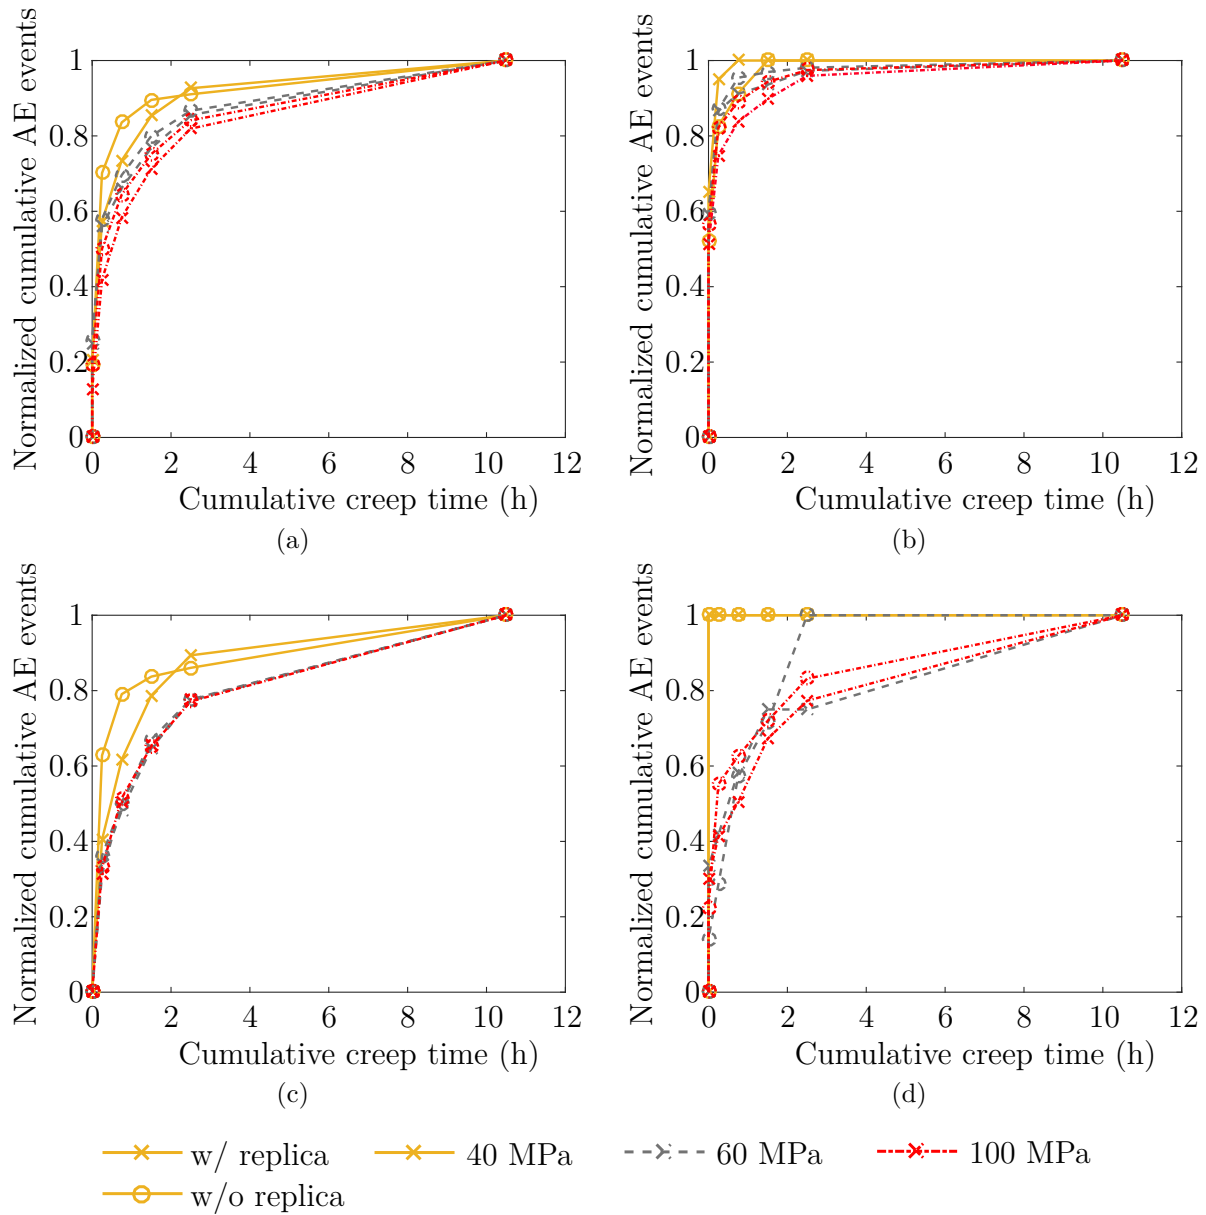 Normalized cumulative AE events
1
0.8
0.6
0.4
0.2
0
0 2 4 6 8 10 12
Cumulative creep time (h)
(a)
Normalized cumulative AE events
1
0.8
0.6
0.4
0.2
0
0 2 4 6 8 10 12
Cumulative creep time (h)
(b)
Normalized cumulative AE events
1
0.8
0.6
0.4
0.2
0
0 2 4 6 8 10 12
Cumulative creep time (h)
(c)
Normalized cumulative AE events
1
0.8
0.6
0.4
0.2
0
0 2 4 6 8 10 12
Cumulative creep time (h)
(d)
w/ replica 40 MPa 60 MPa 100 MPa
w/o replica